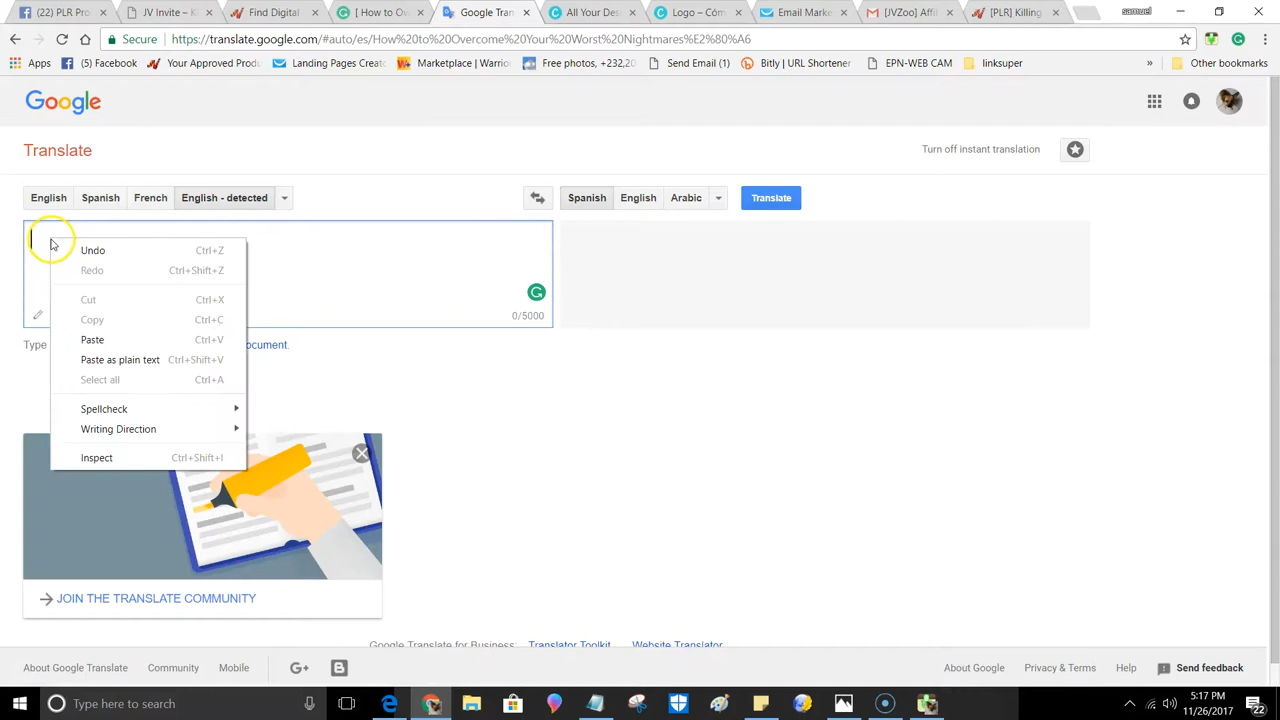 (22) PLR Pro
JV Invite – K
Find Digital
[ How to Ov
Google Tran
All Your Des
Logo – Cóm
Email Marke
[JVZoo] Affil
[PLR] Killing
samuel
Secure
https://translate.google.com/#auto/es/How%20to%20Overcome%20Your%20Worst%20Nightmares%E2%80%A6
Apps
(5) Facebook
Your Approved Produ
Landing Pages Create
Marketplace | Warrior
Free photos, +232,20
Send Email (1)
Bitly | URL Shortener
EPN-WEB CAM
linksuper
»
Other bookmarks
Google
Translate
Turn off instant translation
English
Spanish
French
English - detected
Spanish
English
Arabic
Translate
Undo Ctrl+Z
Redo Ctrl+Shift+Z
Cut Ctrl+X
Copy Ctrl+C
Paste Ctrl+V
Paste as plain text Ctrl+Shift+V
Select all Ctrl+A
Spellcheck
Writing Direction
Inspect Ctrl+Shift+I
0/5000
Type
ocument.
JOIN THE TRANSLATE COMMUNITY
Google Translate for Business: Translator Toolkit Website Translator
About Google Translate
Community
Mobile
G+
About Google
Privacy & Terms
Help
Send feedback
Type here to search
5:17 PM
11/26/2017
22